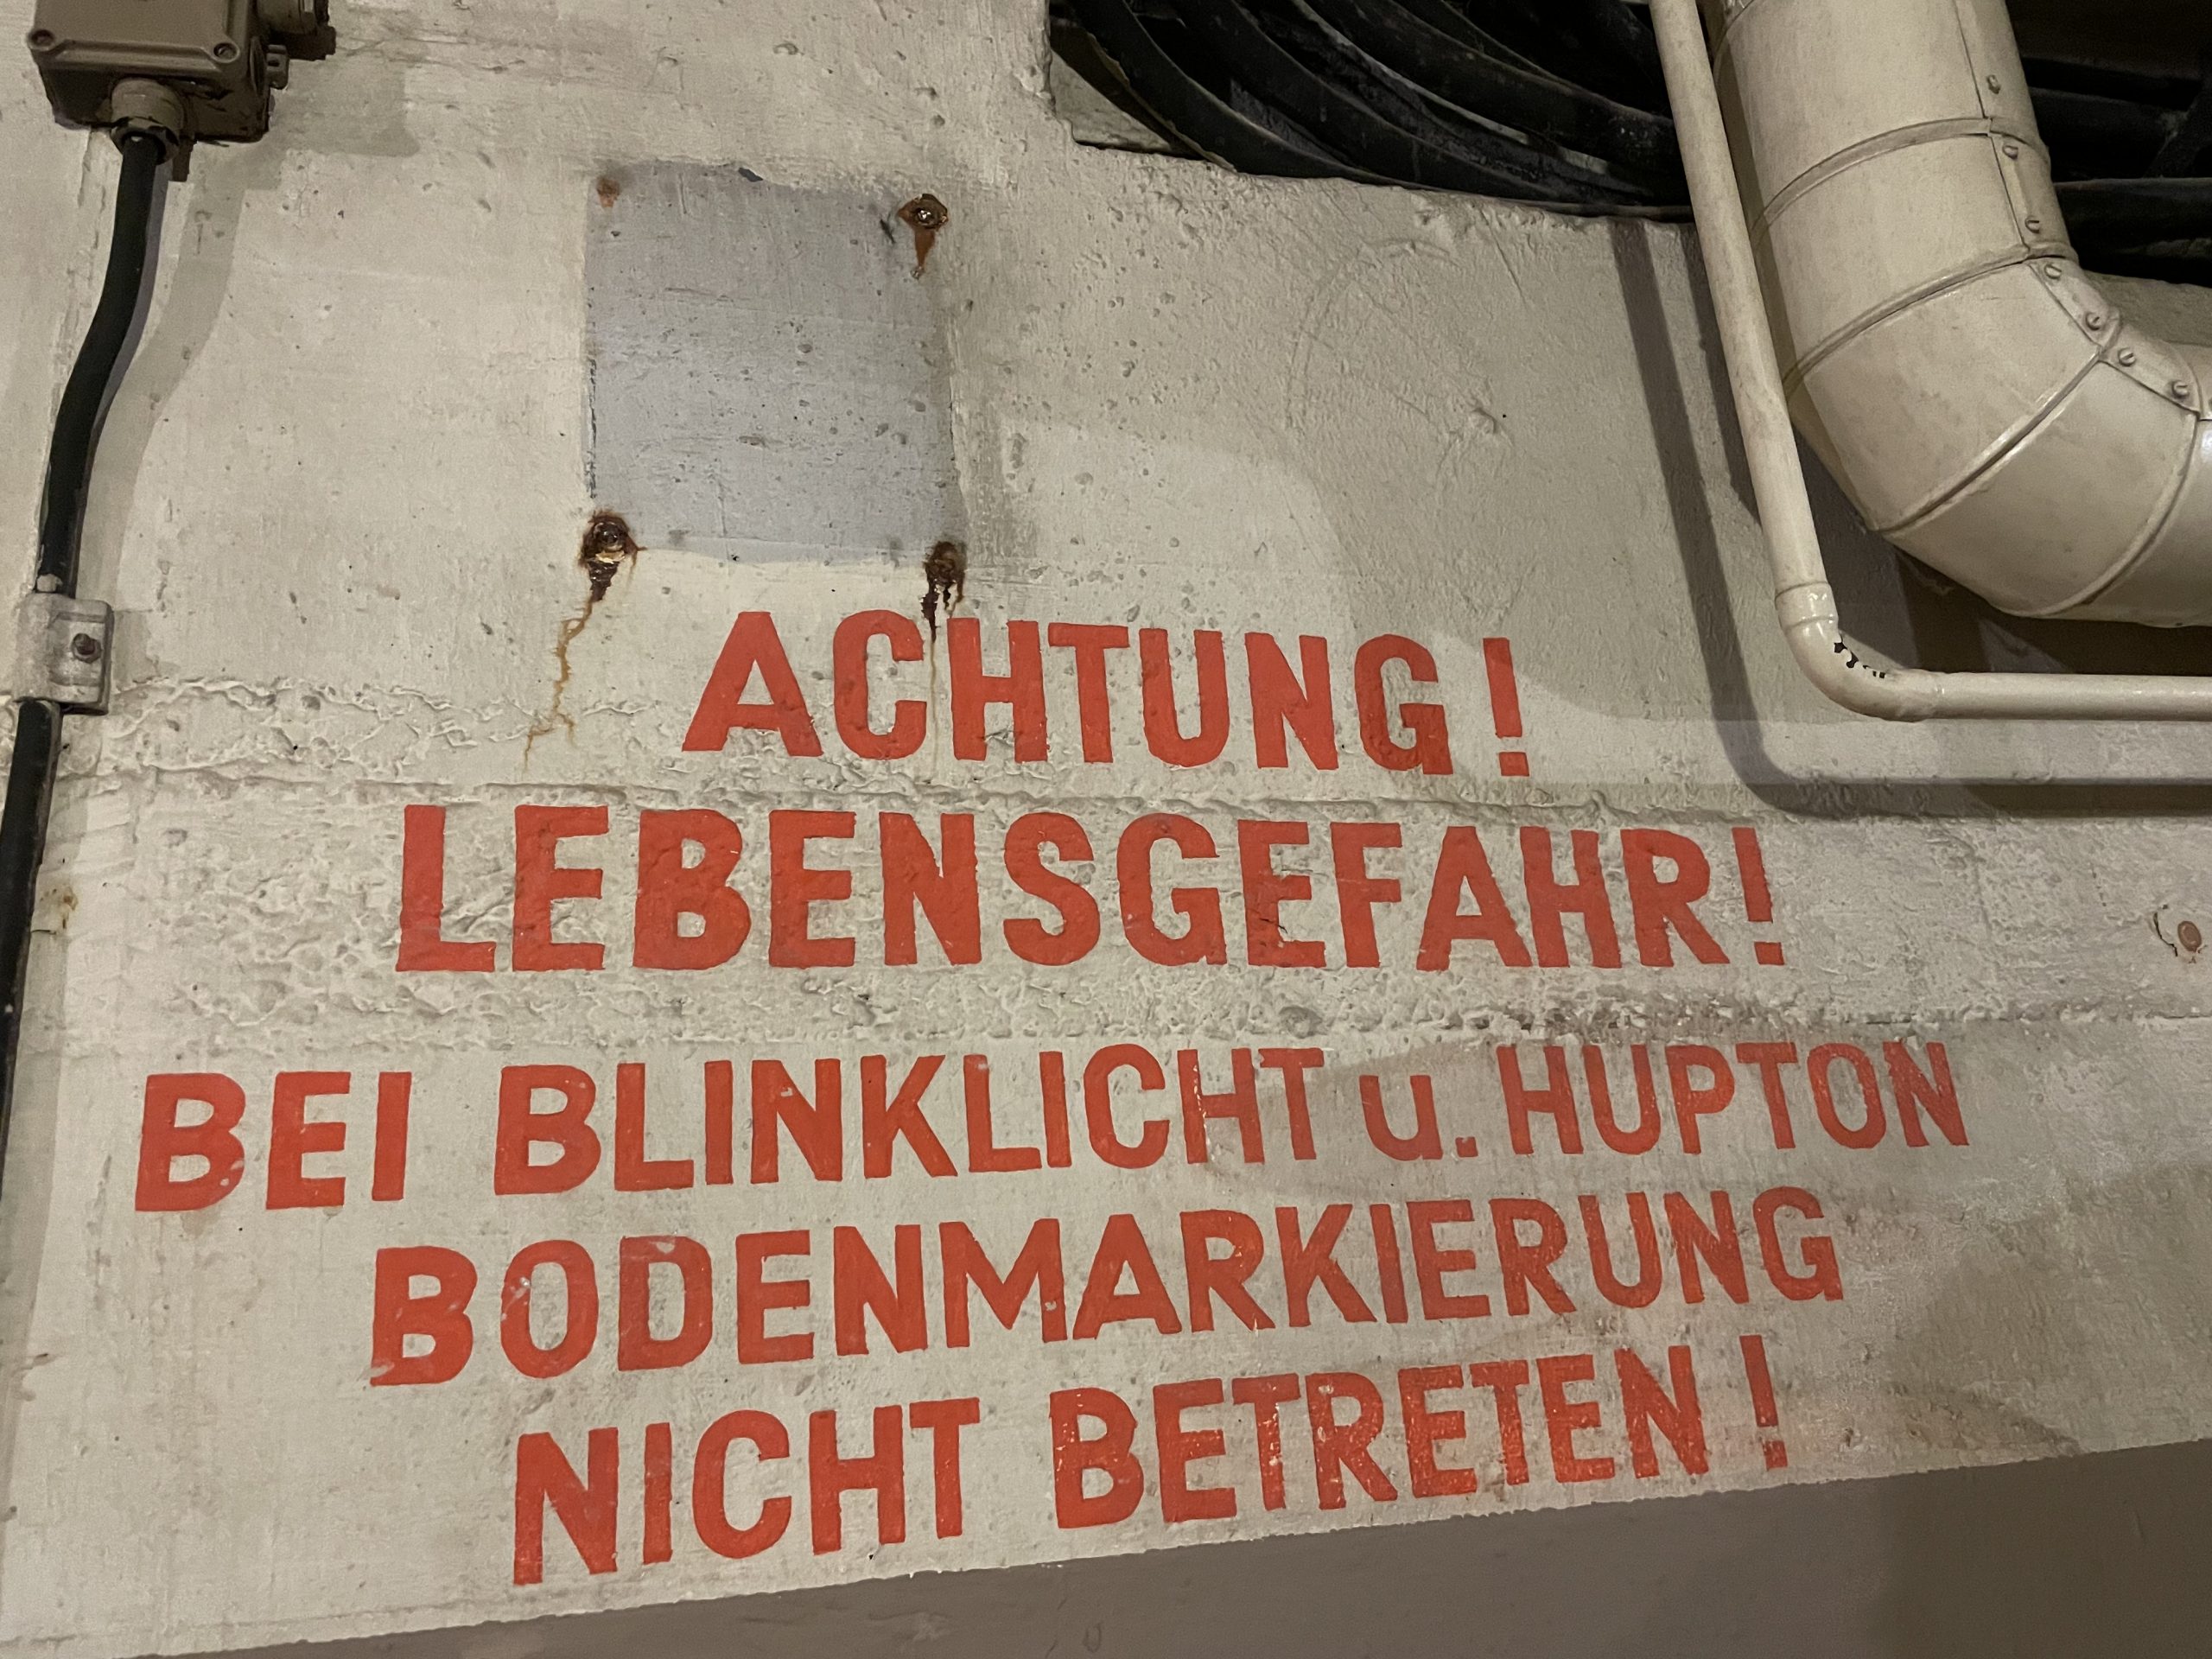 ACHTUNG!
LEBENSGEFAHR!
BEI BLINKLICHT u. HUPTON
BODENMARKIERUNG
NICHT BETRETEN!